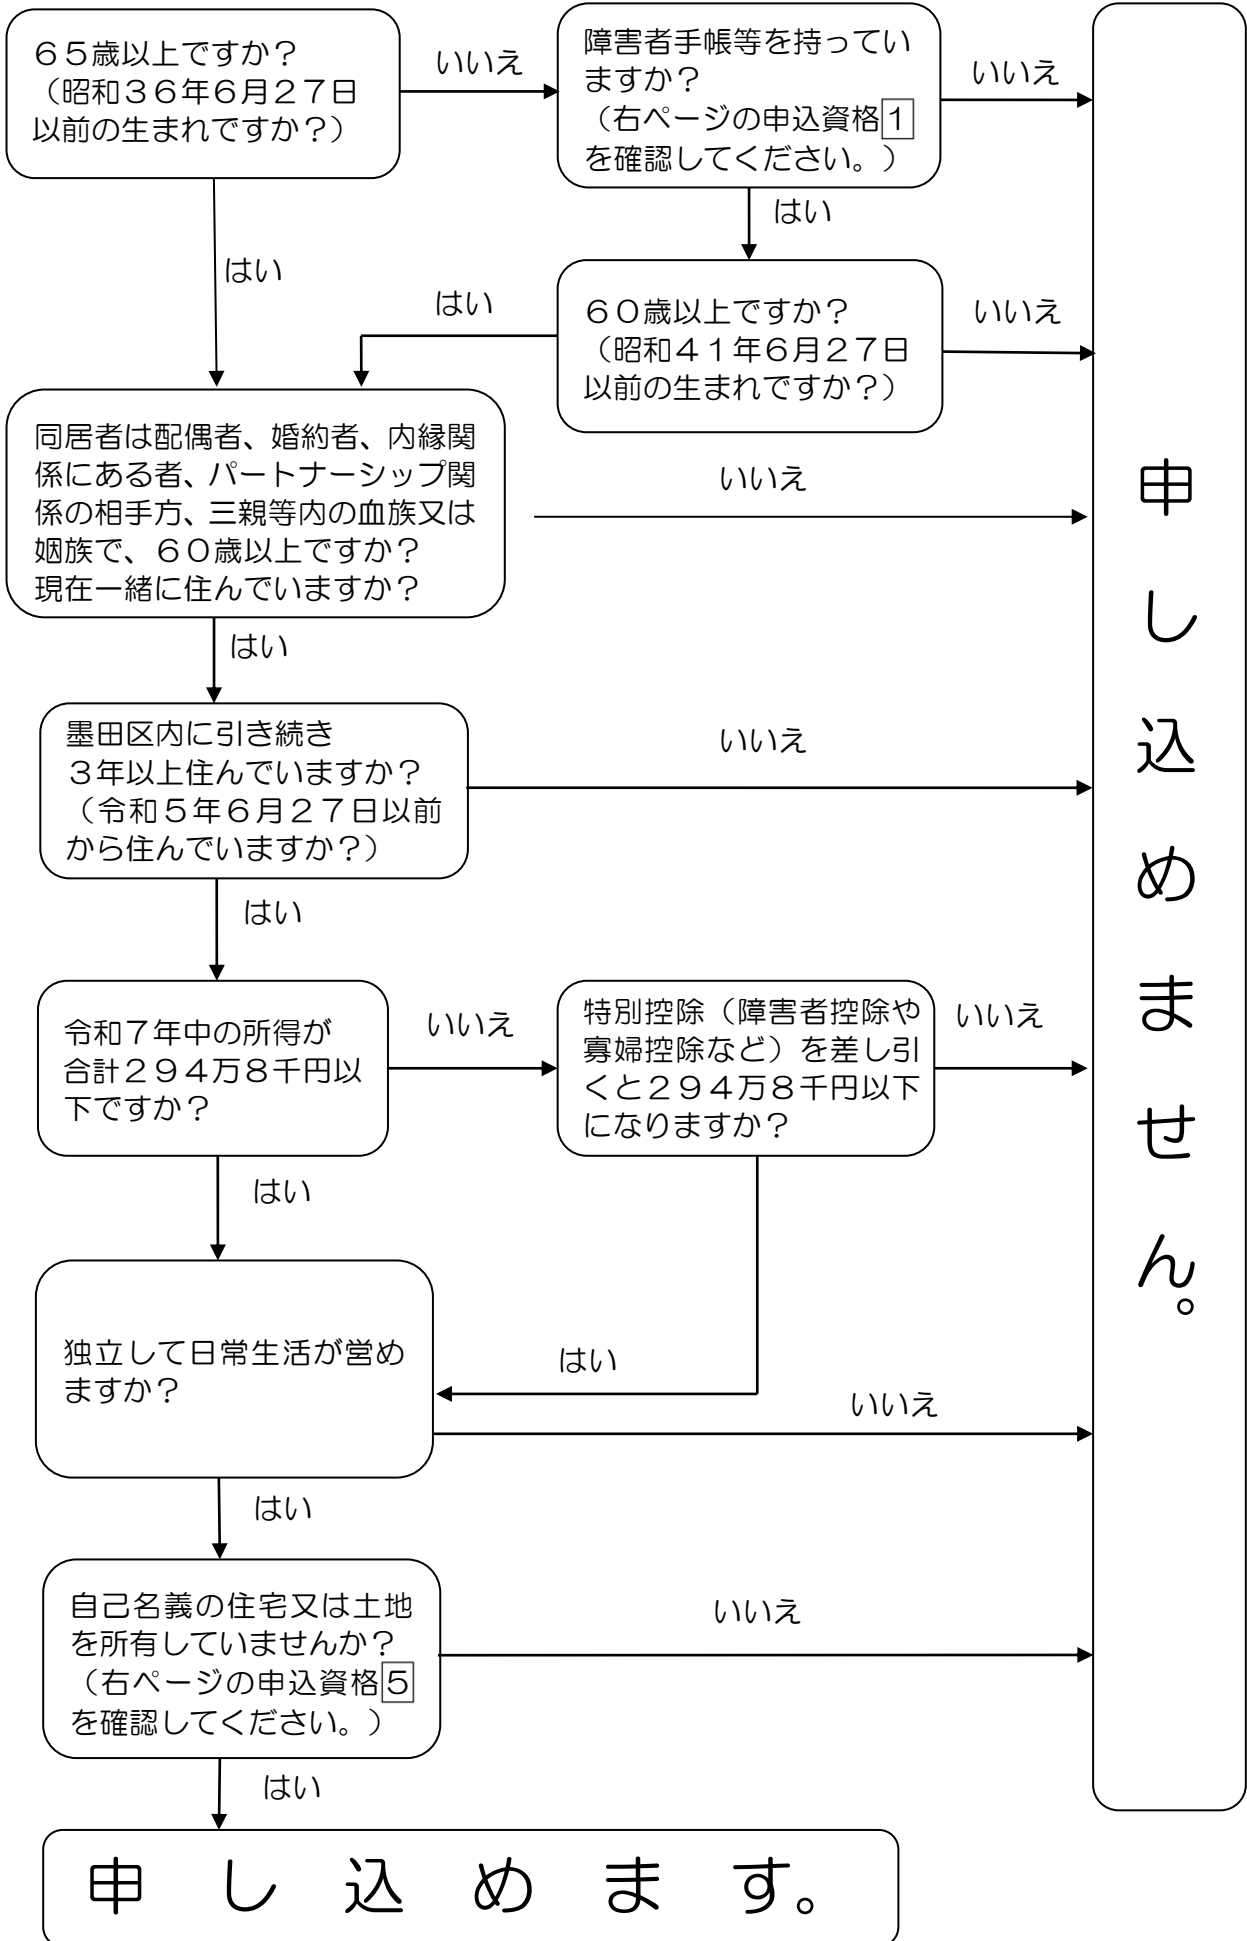 ６５歳以上ですか？
（昭和３６年６月２７日
以前の生まれですか？）
いいえ
障害者手帳等を持ってい
ますか？
（右ページの申込資格1
を確認してください。）
いいえ
はい
はい
はい
６０歳以上ですか？
（昭和４１年６月２７日
以前の生まれですか？）
いいえ
同居者は配偶者、婚約者、内縁関
係にある者、パートナーシップ関
係の相手方、三親等内の血族又は
姻族で、６０歳以上ですか？
現在一緒に住んでいますか？
いいえ
はい
墨田区内に引き続き
３年以上住んでいますか？
（令和５年６月２７日以前
から住んでいますか？）
いいえ
はい
令和７年中の所得が
合計２９４万８千円以
下ですか？
いいえ
特別控除（障害者控除や
寡婦控除など）を差し引
くと２９４万８千円以下
になりますか？
いいえ
はい
独立して日常生活が営め
ますか？
はい
いいえ
はい
自己名義の住宅又は土地
を所有していませんか？
（右ページの申込資格5
を確認してください。）
いいえ
はい
申し込めます。
申し込めません。